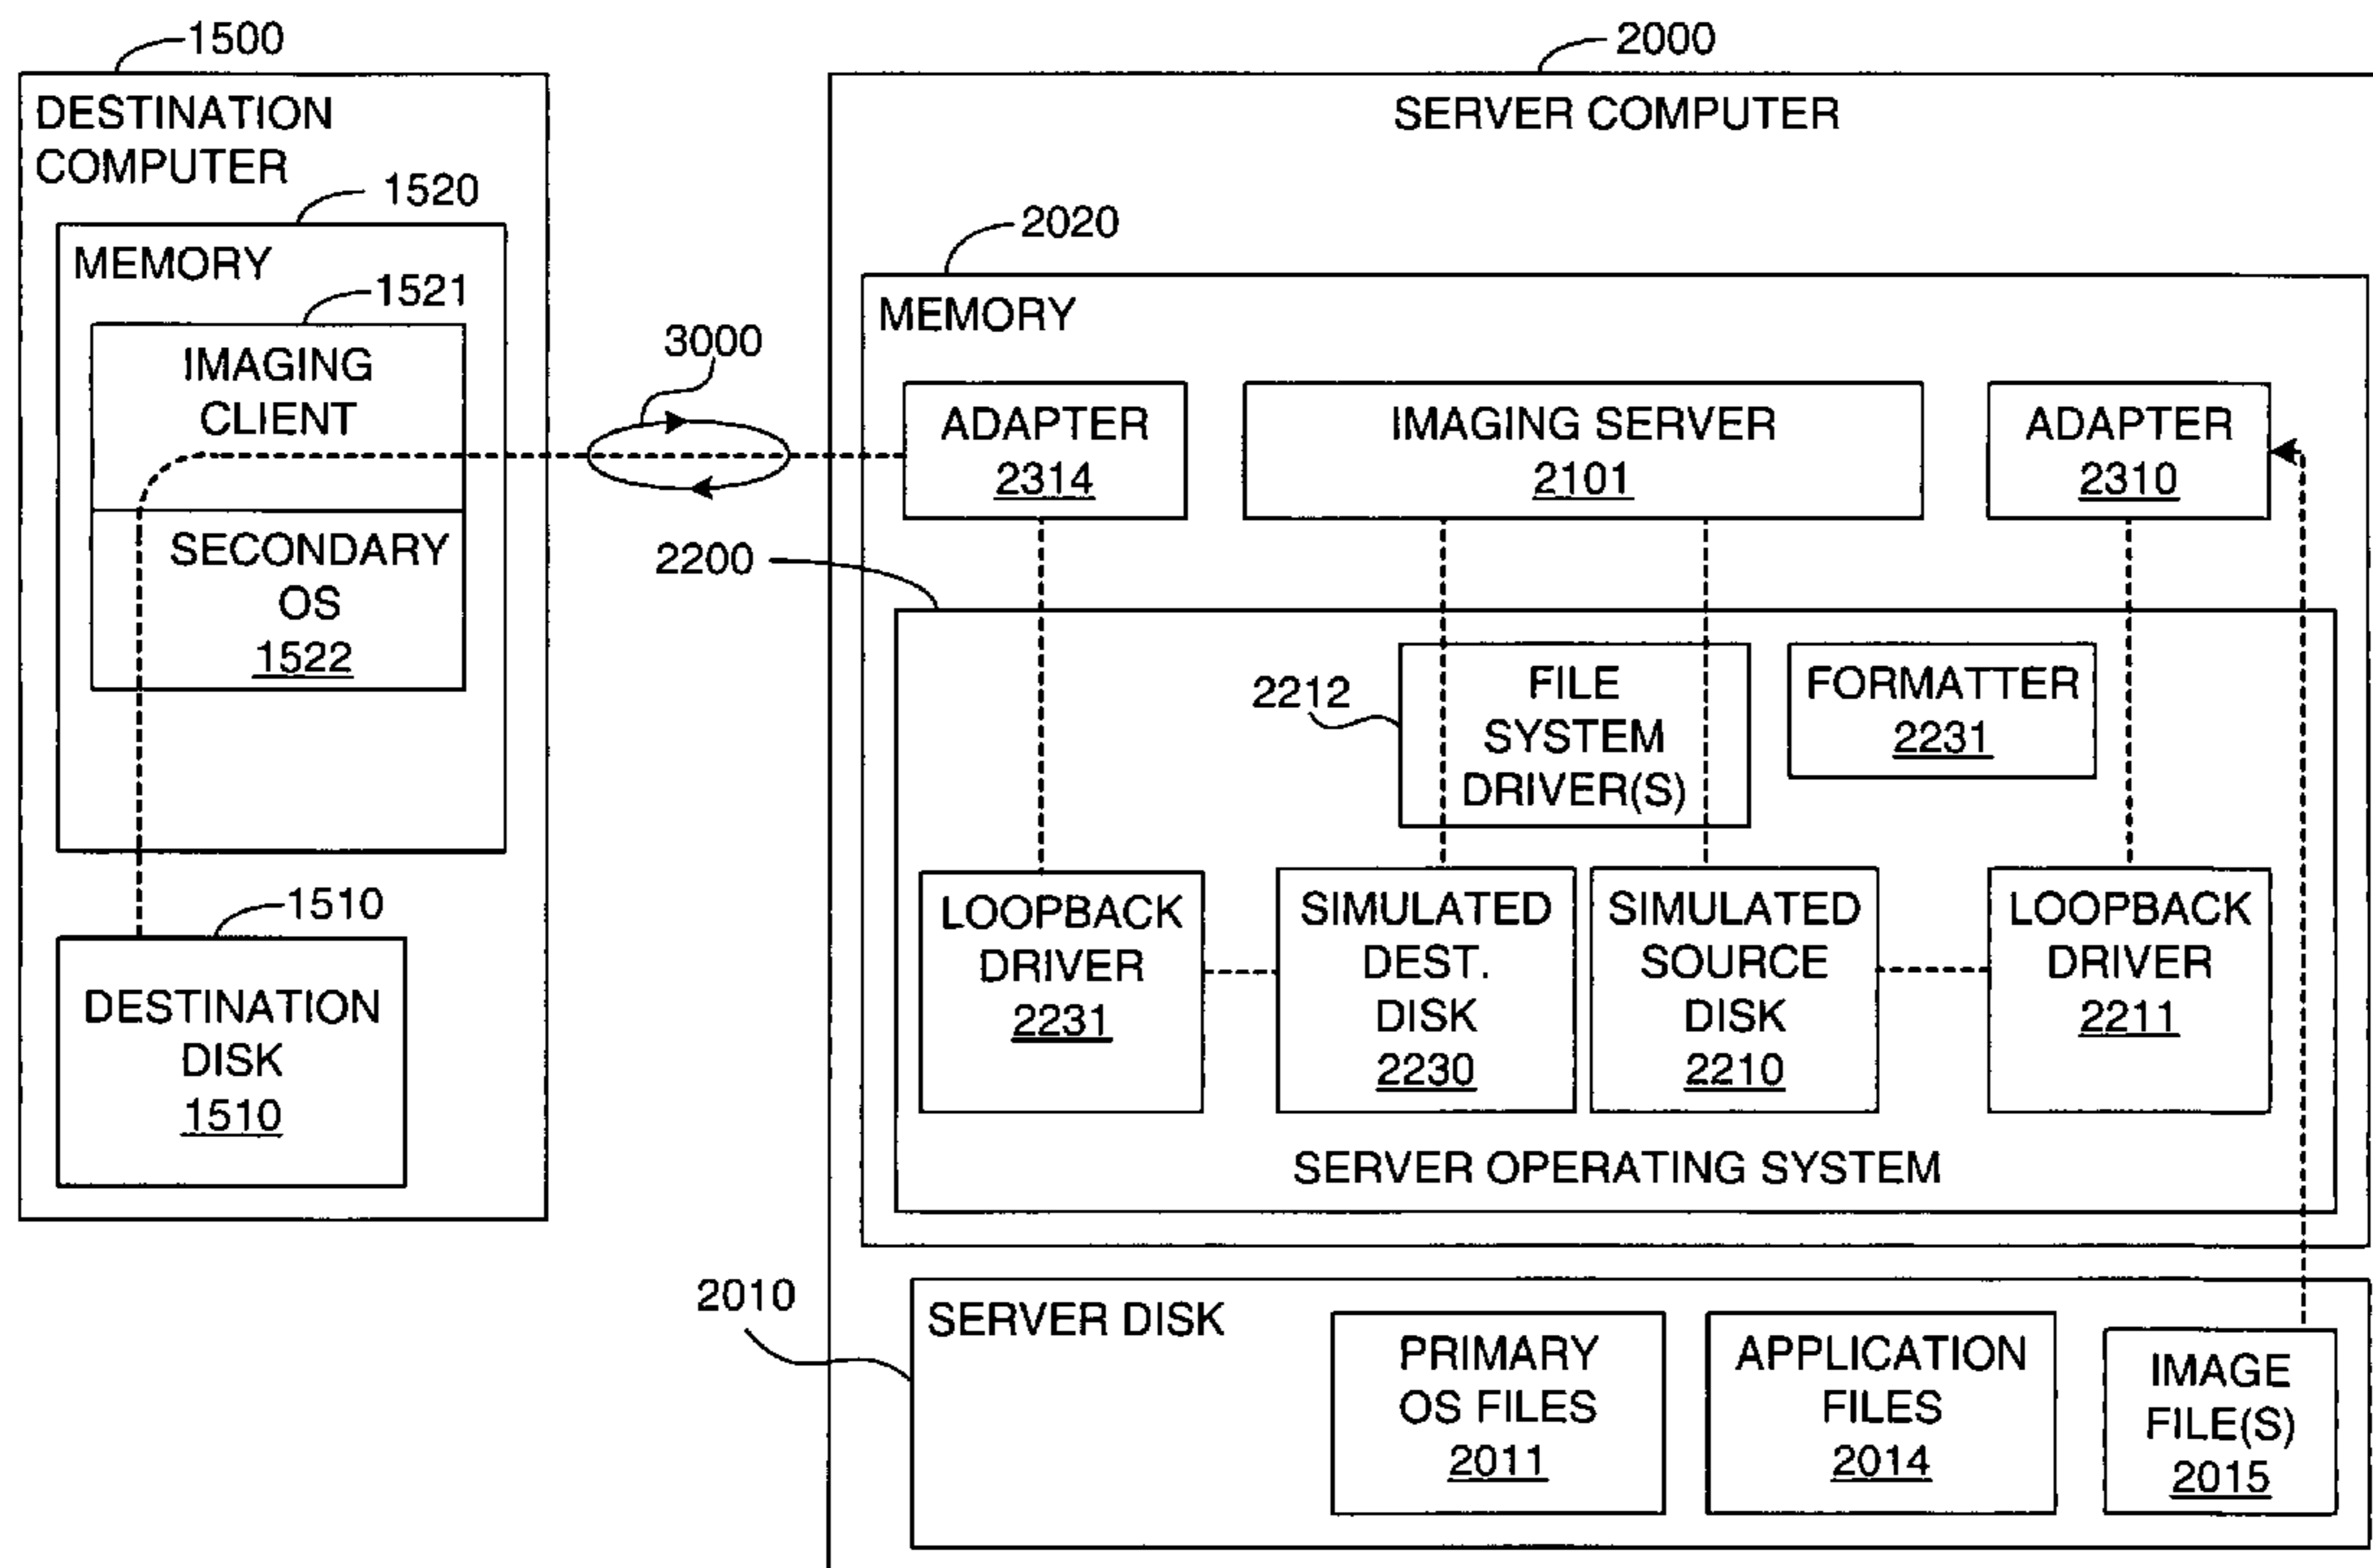 1500
DESTINATION
COMPUTER
1520
MEMORY
1521
IMAGING
CLIENT
SECONDARY
OS
1522
1510
DESTINATION
DISK
1510
3000
2000
SERVER COMPUTER
2020
MEMORY
ADAPTER
2314
IMAGING SERVER
2101
ADAPTER
2310
2200
2212
FILE
SYSTEM
DRIVER(S)
FORMATTER
2231
LOOPBACK
DRIVER
2231
SIMULATED
DEST.
DISK
2230
SIMULATED
SOURCE
DISK
2210
LOOPBACK
DRIVER
2211
SERVER OPERATING SYSTEM
2010
SERVER DISK
PRIMARY
OS FILES
2011
APPLICATION
FILES
2014
IMAGE
FILE(S)
2015